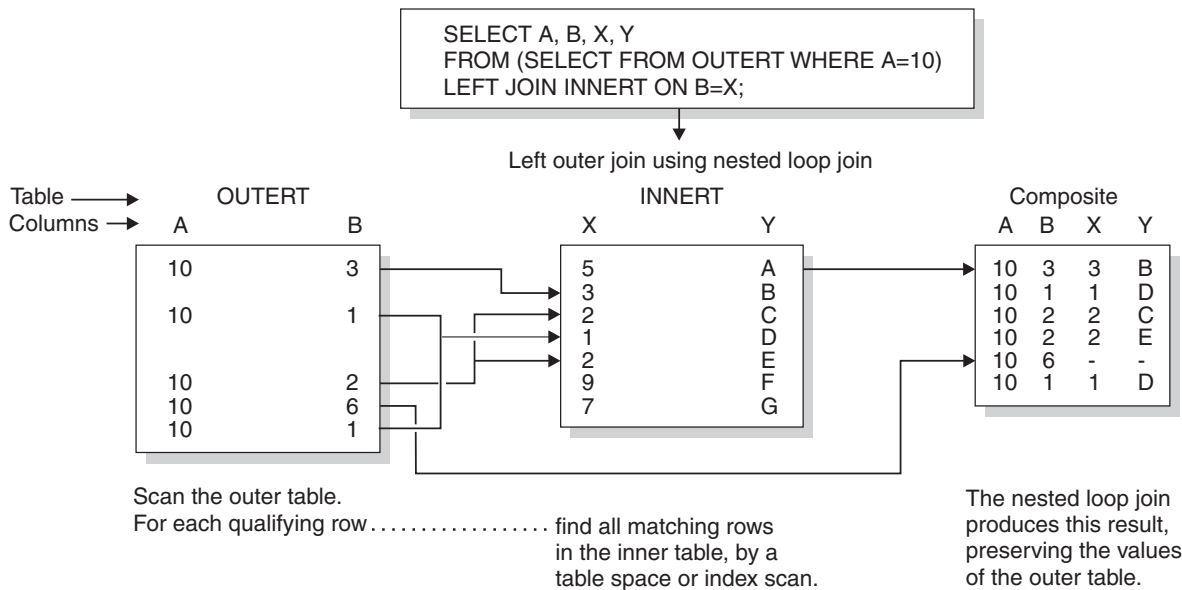 SELECT A, B, X, Y
FROM (SELECT FROM OUTERT WHERE A=10)
LEFT JOIN INNERT ON B=X;
Left outer join using nested loop join
Table OUTERT INNERT Composite
Columns A B X Y A B X Y
10 3 5 A 10 3 3 B
3 B 10 1 1 D
10 1 2 C 10 2 2 C
1 D 10 2 2 E
2 E 10 6 - -
10 2 9 F 10 1 1 D
10 6 7 G
10 1
Scan the outer table.
For each qualifying row.................. find all matching rows
in the inner table, by a
table space or index scan.
The nested loop join
produces this result,
preserving the values
of the outer table.